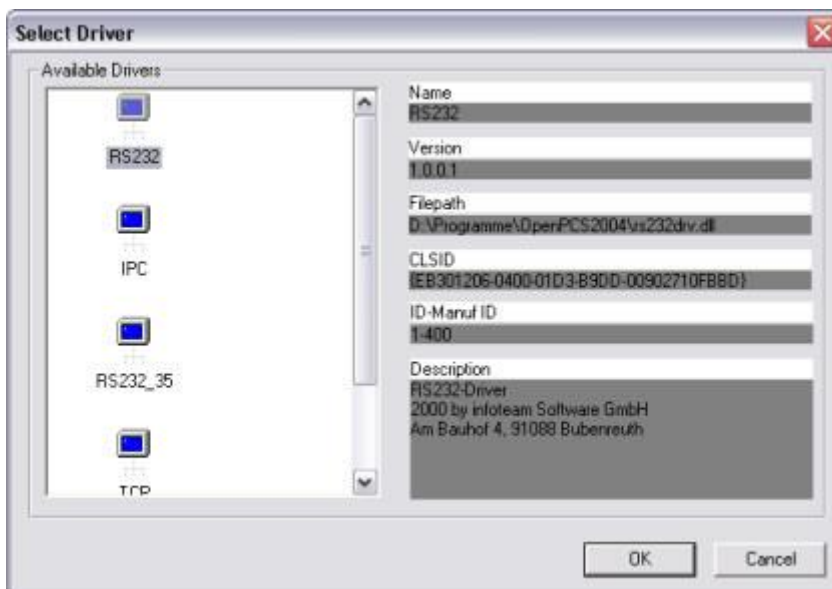 Select Driver
Available Drivers
RS232
IPC
RS232_35
TCP
Name
RS232
Version
1.0.0.1
Filepath
D:\Programme\OpenPCS2004\rs232drv.dll
CLSID
{EB301206-0400-01D3-B9DD-00902710FBBD}
ID-Manuf ID
1-400
Description
RS232-Driver
2000 by infoteam Software GmbH
Am Bauhof 4, 91088 Bubenreuth
OK
Cancel